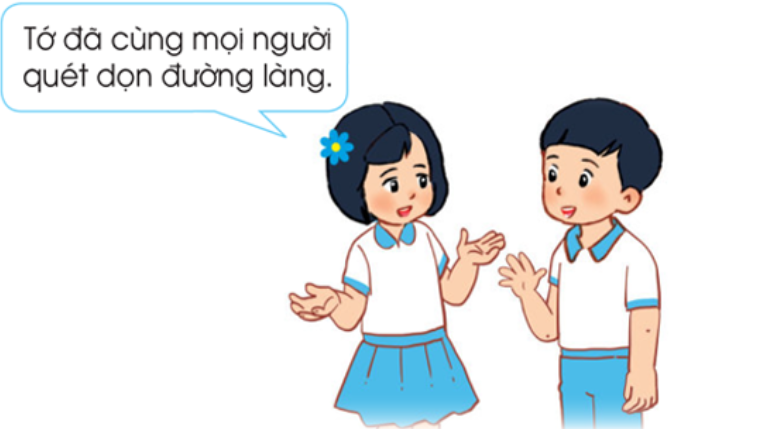 Tớ đã cùng mọi người
quét dọn đường làng.